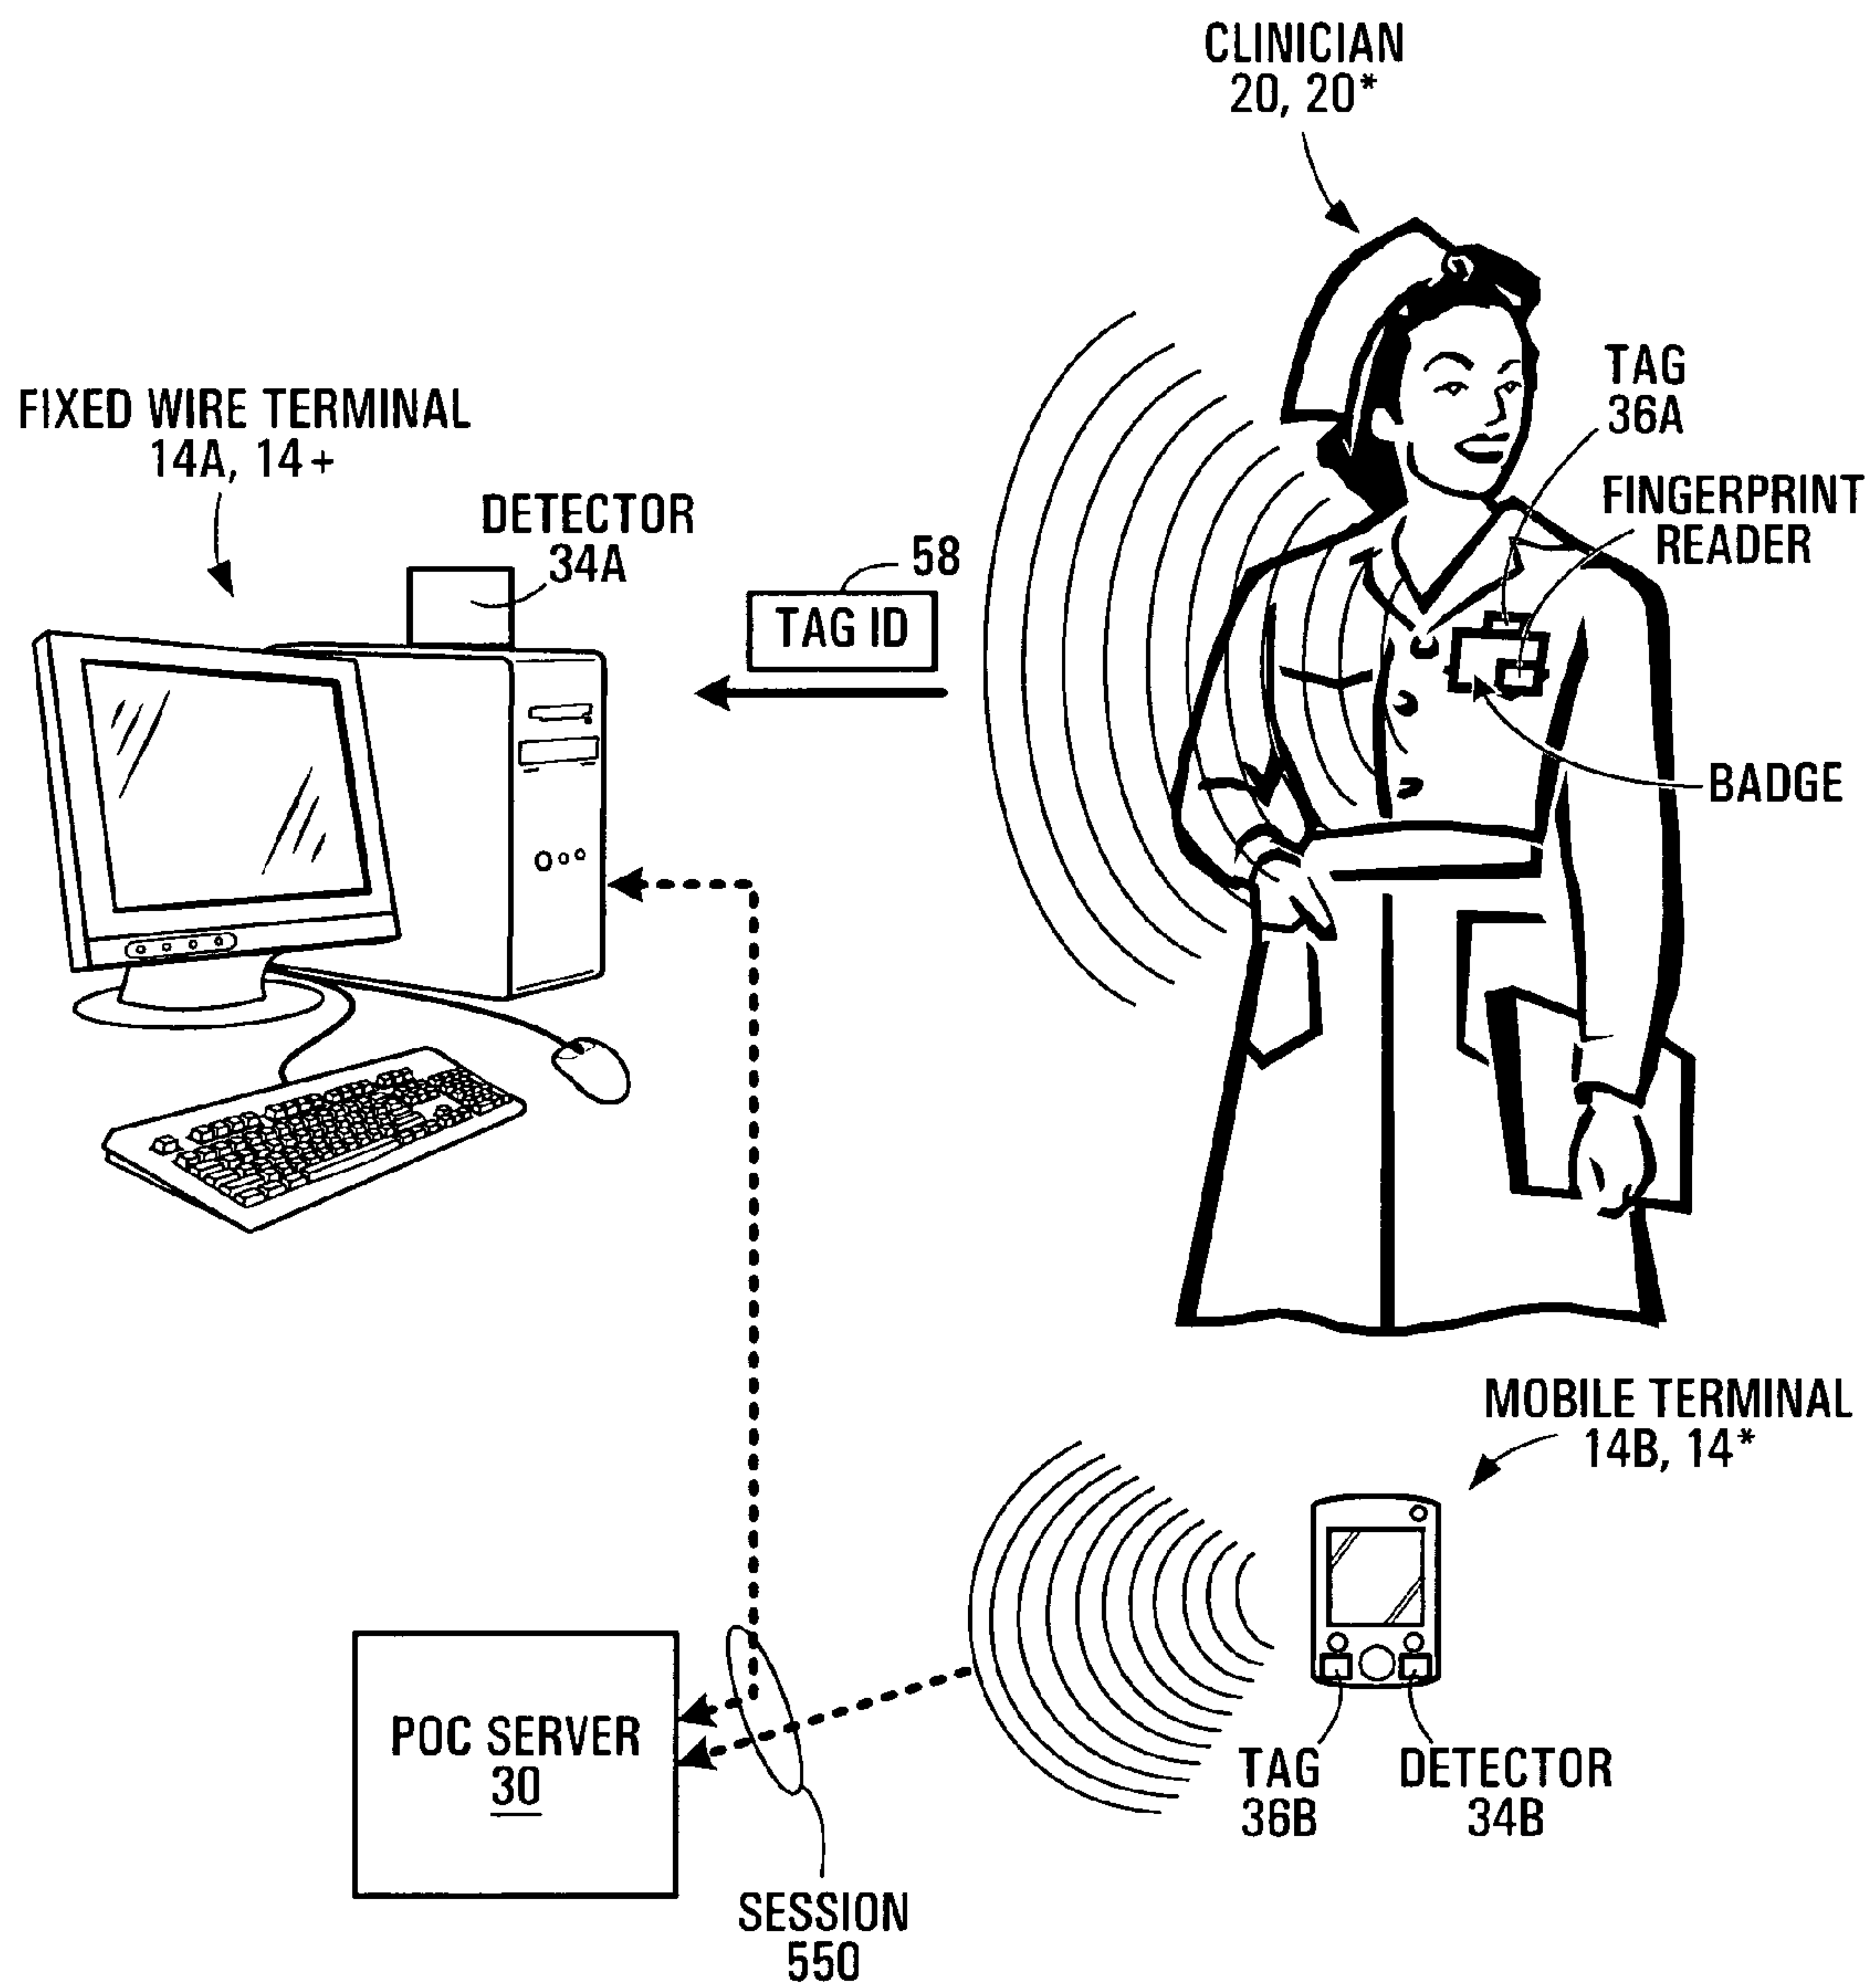 CLINICIAN
20, 20*
TAG
36A
FIXED WIRE TERMINAL
14A, 14+
FINGERPRINT
READER
DETECTOR
34A
58
TAG ID
BADGE
MOBILE TERMINAL
14B, 14*
POC SERVER
30
TAG
36B
DETECTOR
34B
SESSION
550